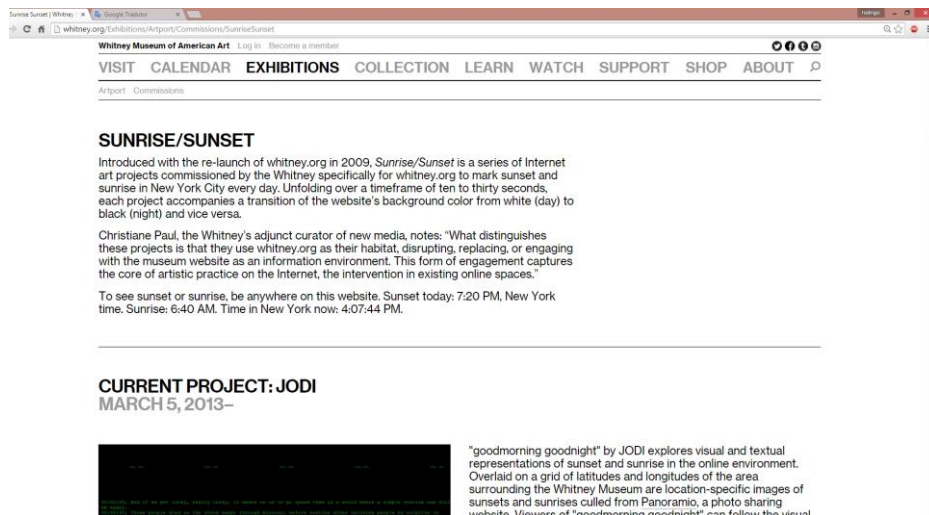 Sunrise Sunset | Whitney
Google Tradutor
rodrigo
whitney.org/Exhibitions/Artport/Commissions/SunriseSunset
Whitney Museum of American Art Log in Become a member
VISIT CALENDAR EXHIBITIONS COLLECTION LEARN WATCH SUPPORT SHOP ABOUT
Artport Commissions
SUNRISE/SUNSET
Introduced with the re-launch of whitney.org in 2009, Sunrise/Sunset is a series of Internet
art projects commissioned by the Whitney specifically for whitney.org to mark sunset and
sunrise in New York City every day. Unfolding over a timeframe of ten to thirty seconds,
each project accompanies a transition of the website's background color from white (day) to
black (night) and vice versa.
Christiane Paul, the Whitney's adjunct curator of new media, notes: “What distinguishes
these projects is that they use whitney.org as their habitat, disrupting, replacing, or engaging
with the museum website as an information environment. This form of engagement captures
the core of artistic practice on the Internet, the intervention in existing online spaces.”
To see sunset or sunrise, be anywhere on this website. Sunset today: 7:20 PM, New York
time. Sunrise: 6:40 AM. Time in New York now: 4:07:44 PM.
CURRENT PROJECT: JODI
MARCH 5, 2013–
"goodmorning goodnight" by JODI explores visual and textual
representations of sunset and sunrise in the online environment.
Overlaid on a grid of latitudes and longitudes of the area
surrounding the Whitney Museum are location-specific images of
sunsets and sunrises culled from Panoramio, a photo sharing
website. Viewers of "goodmorning goodnight" can follow the visual